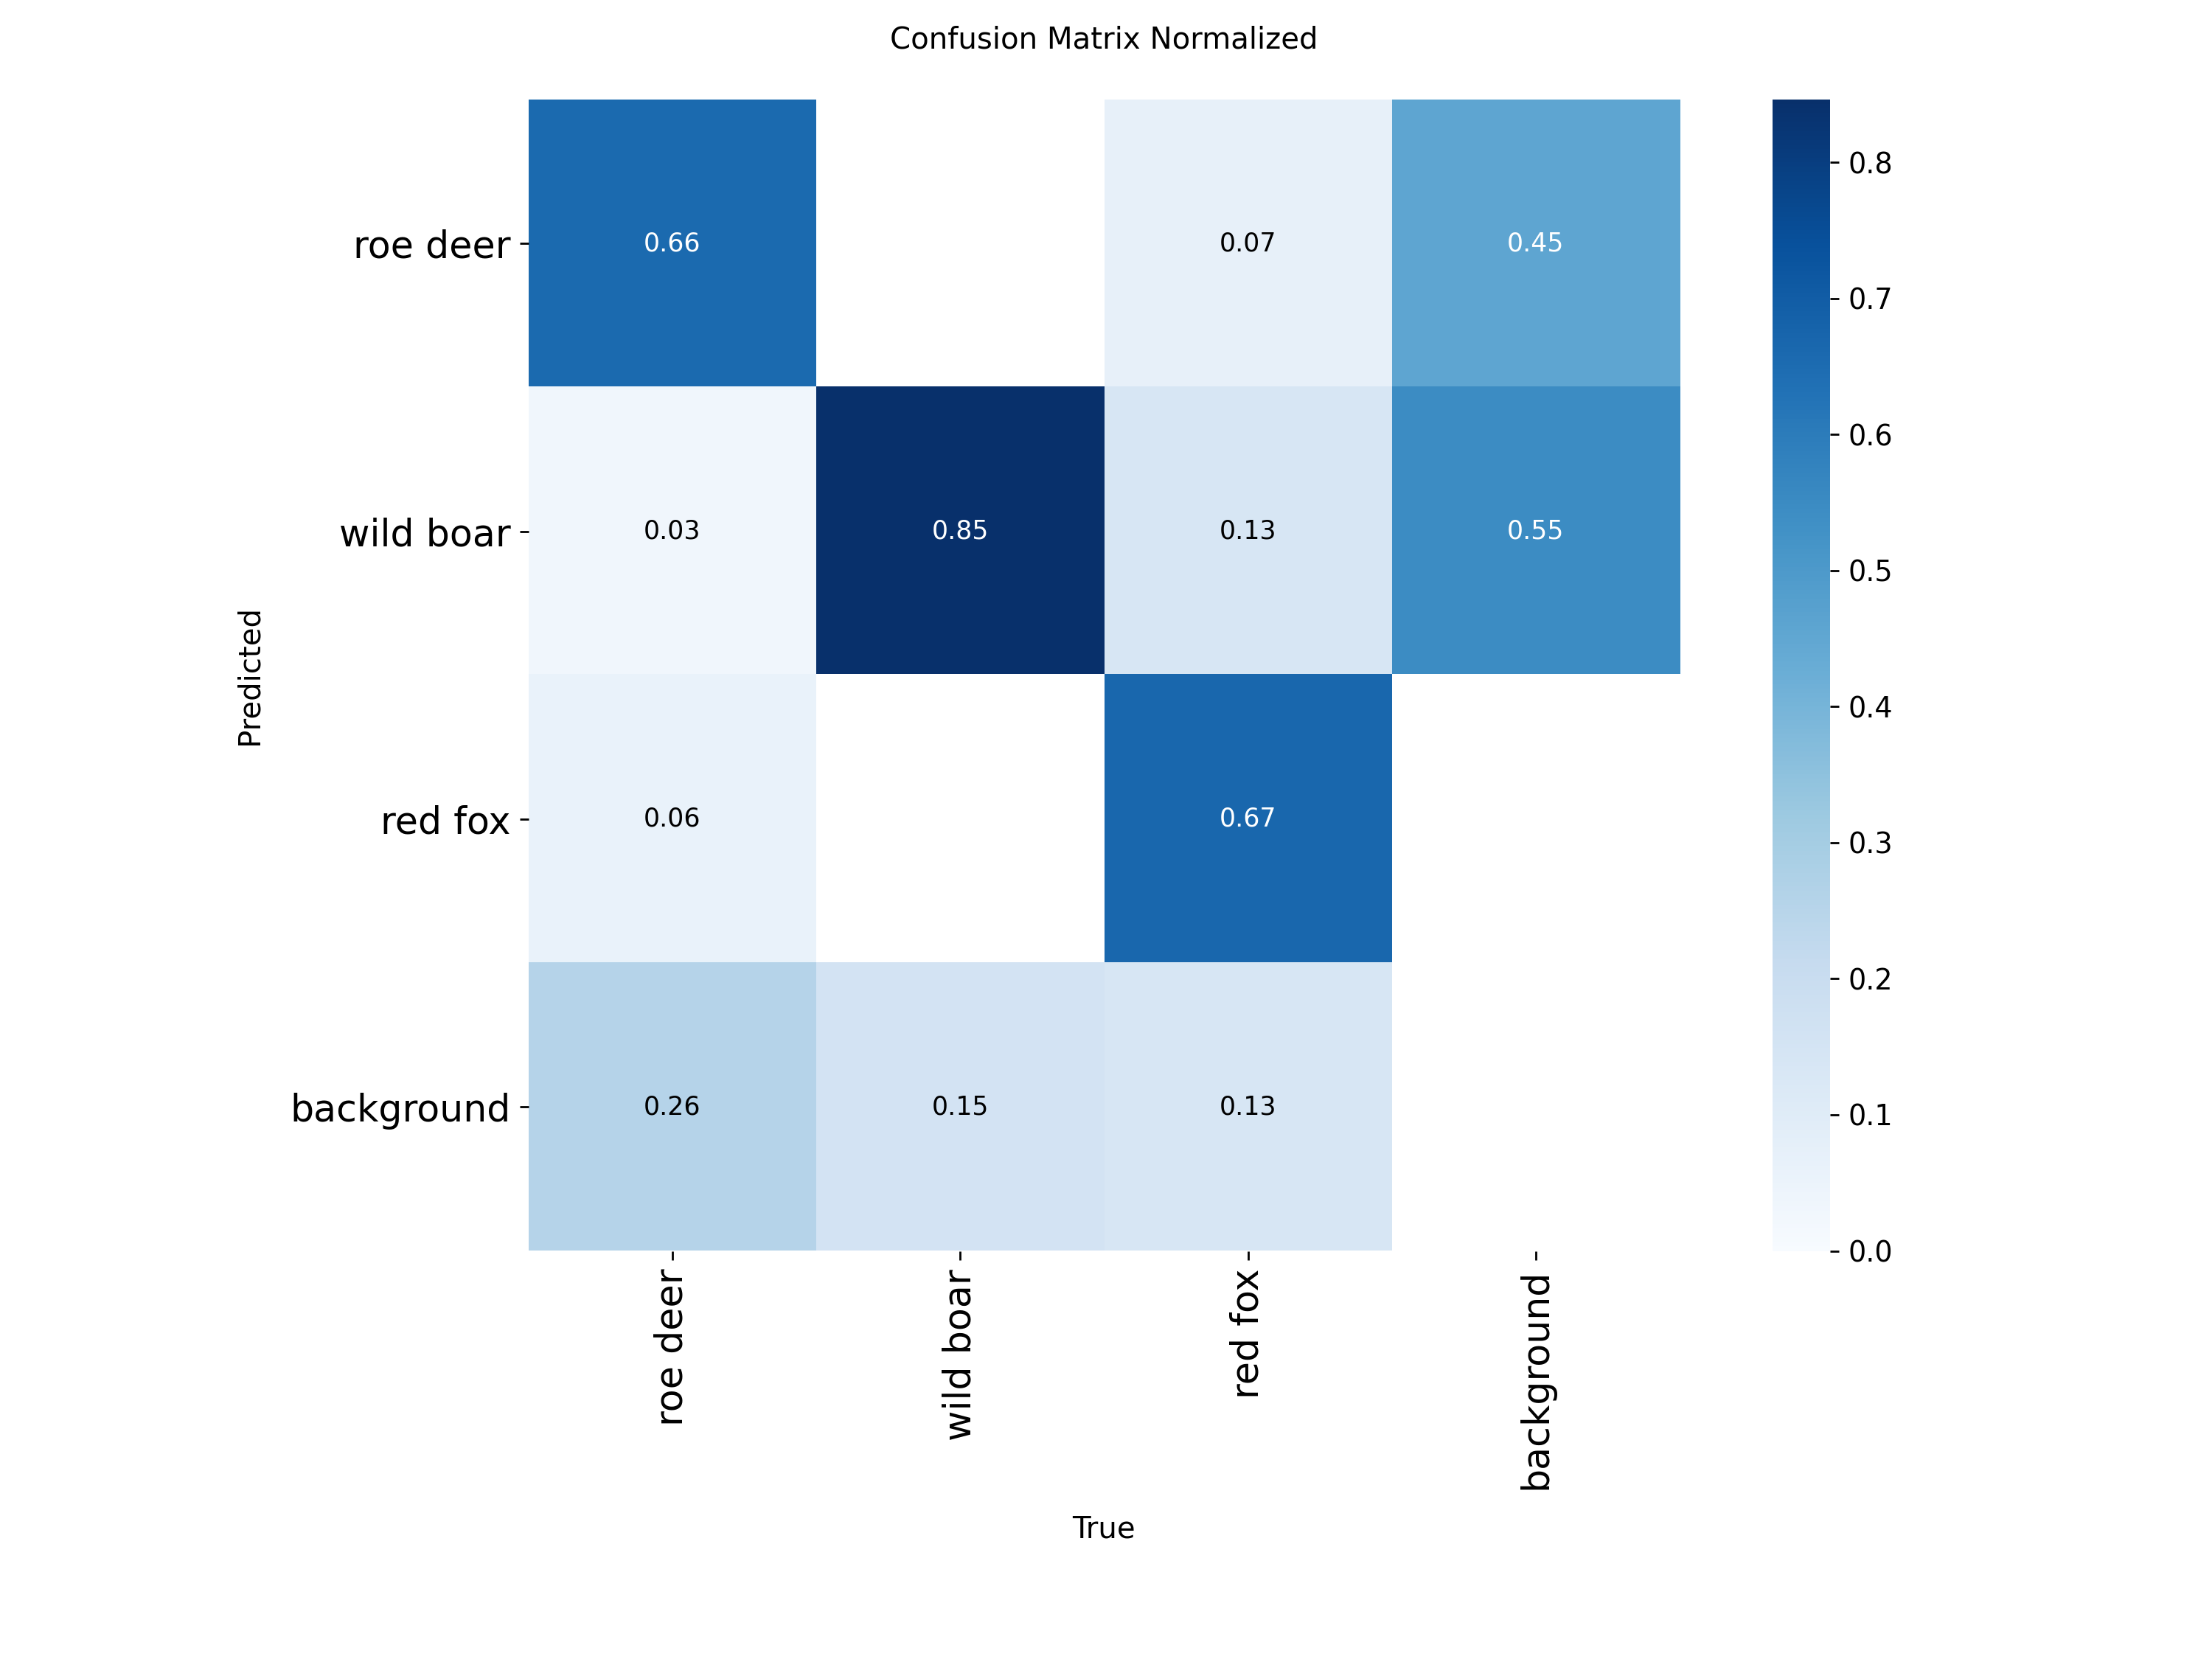 Confusion Matrix Normalized
roe deer
0.66
0.07
0.45
wild boar
0.03
0.85
0.13
0.55
red fox
0.06
0.67
background
0.26
0.15
0.13
Predicted
roe deer
wild boar
red fox
background
True
0.8
0.7
0.6
0.5
0.4
0.3
0.2
0.1
0.0